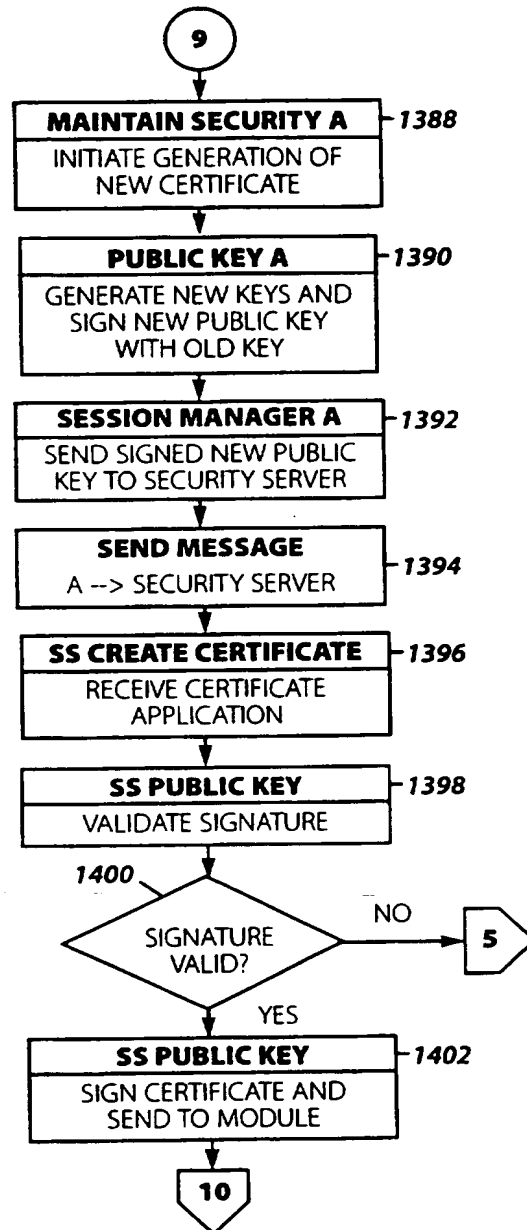 9
MAINTAIN SECURITY A
1388
INITIATE GENERATION OF
NEW CERTIFICATE
PUBLIC KEY A
1390
GENERATE NEW KEYS AND
SIGN NEW PUBLIC KEY
WITH OLD KEY
SESSION MANAGER A
1392
SEND SIGNED NEW PUBLIC
KEY TO SECURITY SERVER
SEND MESSAGE
1394
A --> SECURITY SERVER
SS CREATE CERTIFICATE
1396
RECEIVE CERTIFICATE
APPLICATION
SS PUBLIC KEY
1398
VALIDATE SIGNATURE
1400
SIGNATURE
VALID?
NO
5
YES
SS PUBLIC KEY
1402
SIGN CERTIFICATE AND
SEND TO MODULE
10